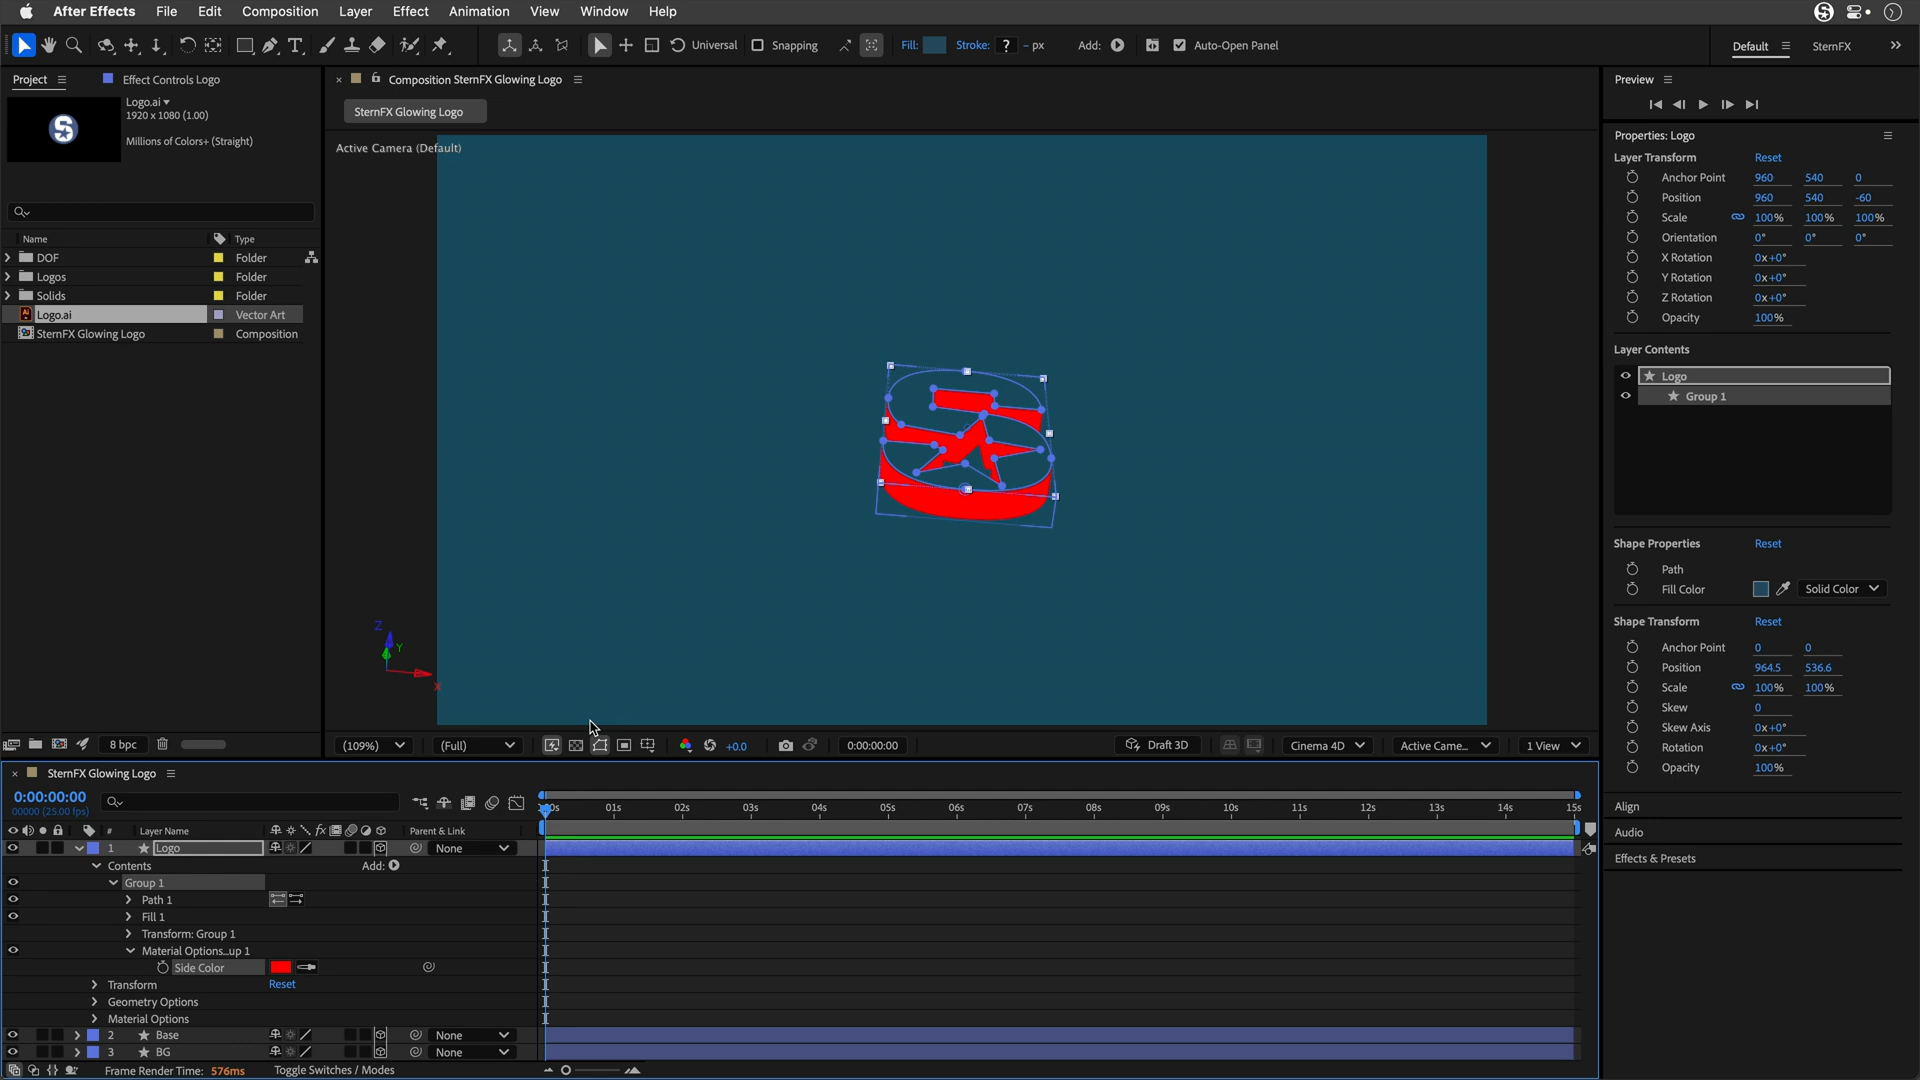 After Effects File Edit Composition Layer Effect Animation View Window Help
Universal Snapping Fill: Stroke: ? – px Add: Auto-Open Panel Default SternFX
Project Effect Controls Logo
Logo.ai
1920 x 1080 (1.00)
Millions of Colors+ (Straight)
Name Type
DOF Folder
Logos Folder
Solids Folder
Logo.ai Vector Art
SternFX Glowing Logo Composition
8 bpc
Composition SternFX Glowing Logo
SternFX Glowing Logo
Active Camera (Default)
Z
Y
X
(109%) (Full) +0.0 0:00:00:00 Draft 3D Cinema 4D Active Came... 1 View
Preview
Properties: Logo
Layer Transform Reset
Anchor Point 960 540 0
Position 960 540 -60
Scale 100% 100% 100%
Orientation 0° 0° 0°
X Rotation 0x+0°
Y Rotation 0x+0°
Z Rotation 0x+0°
Opacity 100%
Layer Contents
Logo
Group 1
Shape Properties Reset
Path
Fill Color Solid Color
Shape Transform Reset
Anchor Point 0 0
Position 964.5 536.6
Scale 100% 100%
Skew 0
Skew Axis 0x+0°
Rotation 0x+0°
Opacity 100%
Align
Audio
Effects & Presets
SternFX Glowing Logo
0:00:00:00
00000 (25.00 fps)
01s 02s 03s 04s 05s 06s 07s 08s 09s 10s 11s 12s 13s 14s 15s
# Layer Name fx Parent & Link
1 Logo None
Contents Add:
Group 1
Path 1
Fill 1
Transform: Group 1
Material Options...up 1
Side Color
Transform Reset
Geometry Options
Material Options
2 Base None
3 BG None
Frame Render Time: 576ms Toggle Switches / Modes